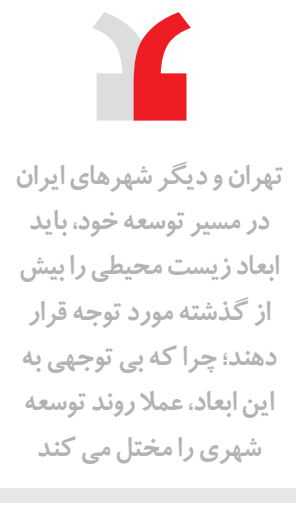 تهران و دیگر شهرهای ایران
در مسیر توسعه خود، باید
ابعاد زیست محیطی را بیش
از گذشته مورد توجه قرار
دهند؛ چرا که بی توجهی به
این ابعاد، عملا روند توسعه
شهری را مختل می کند